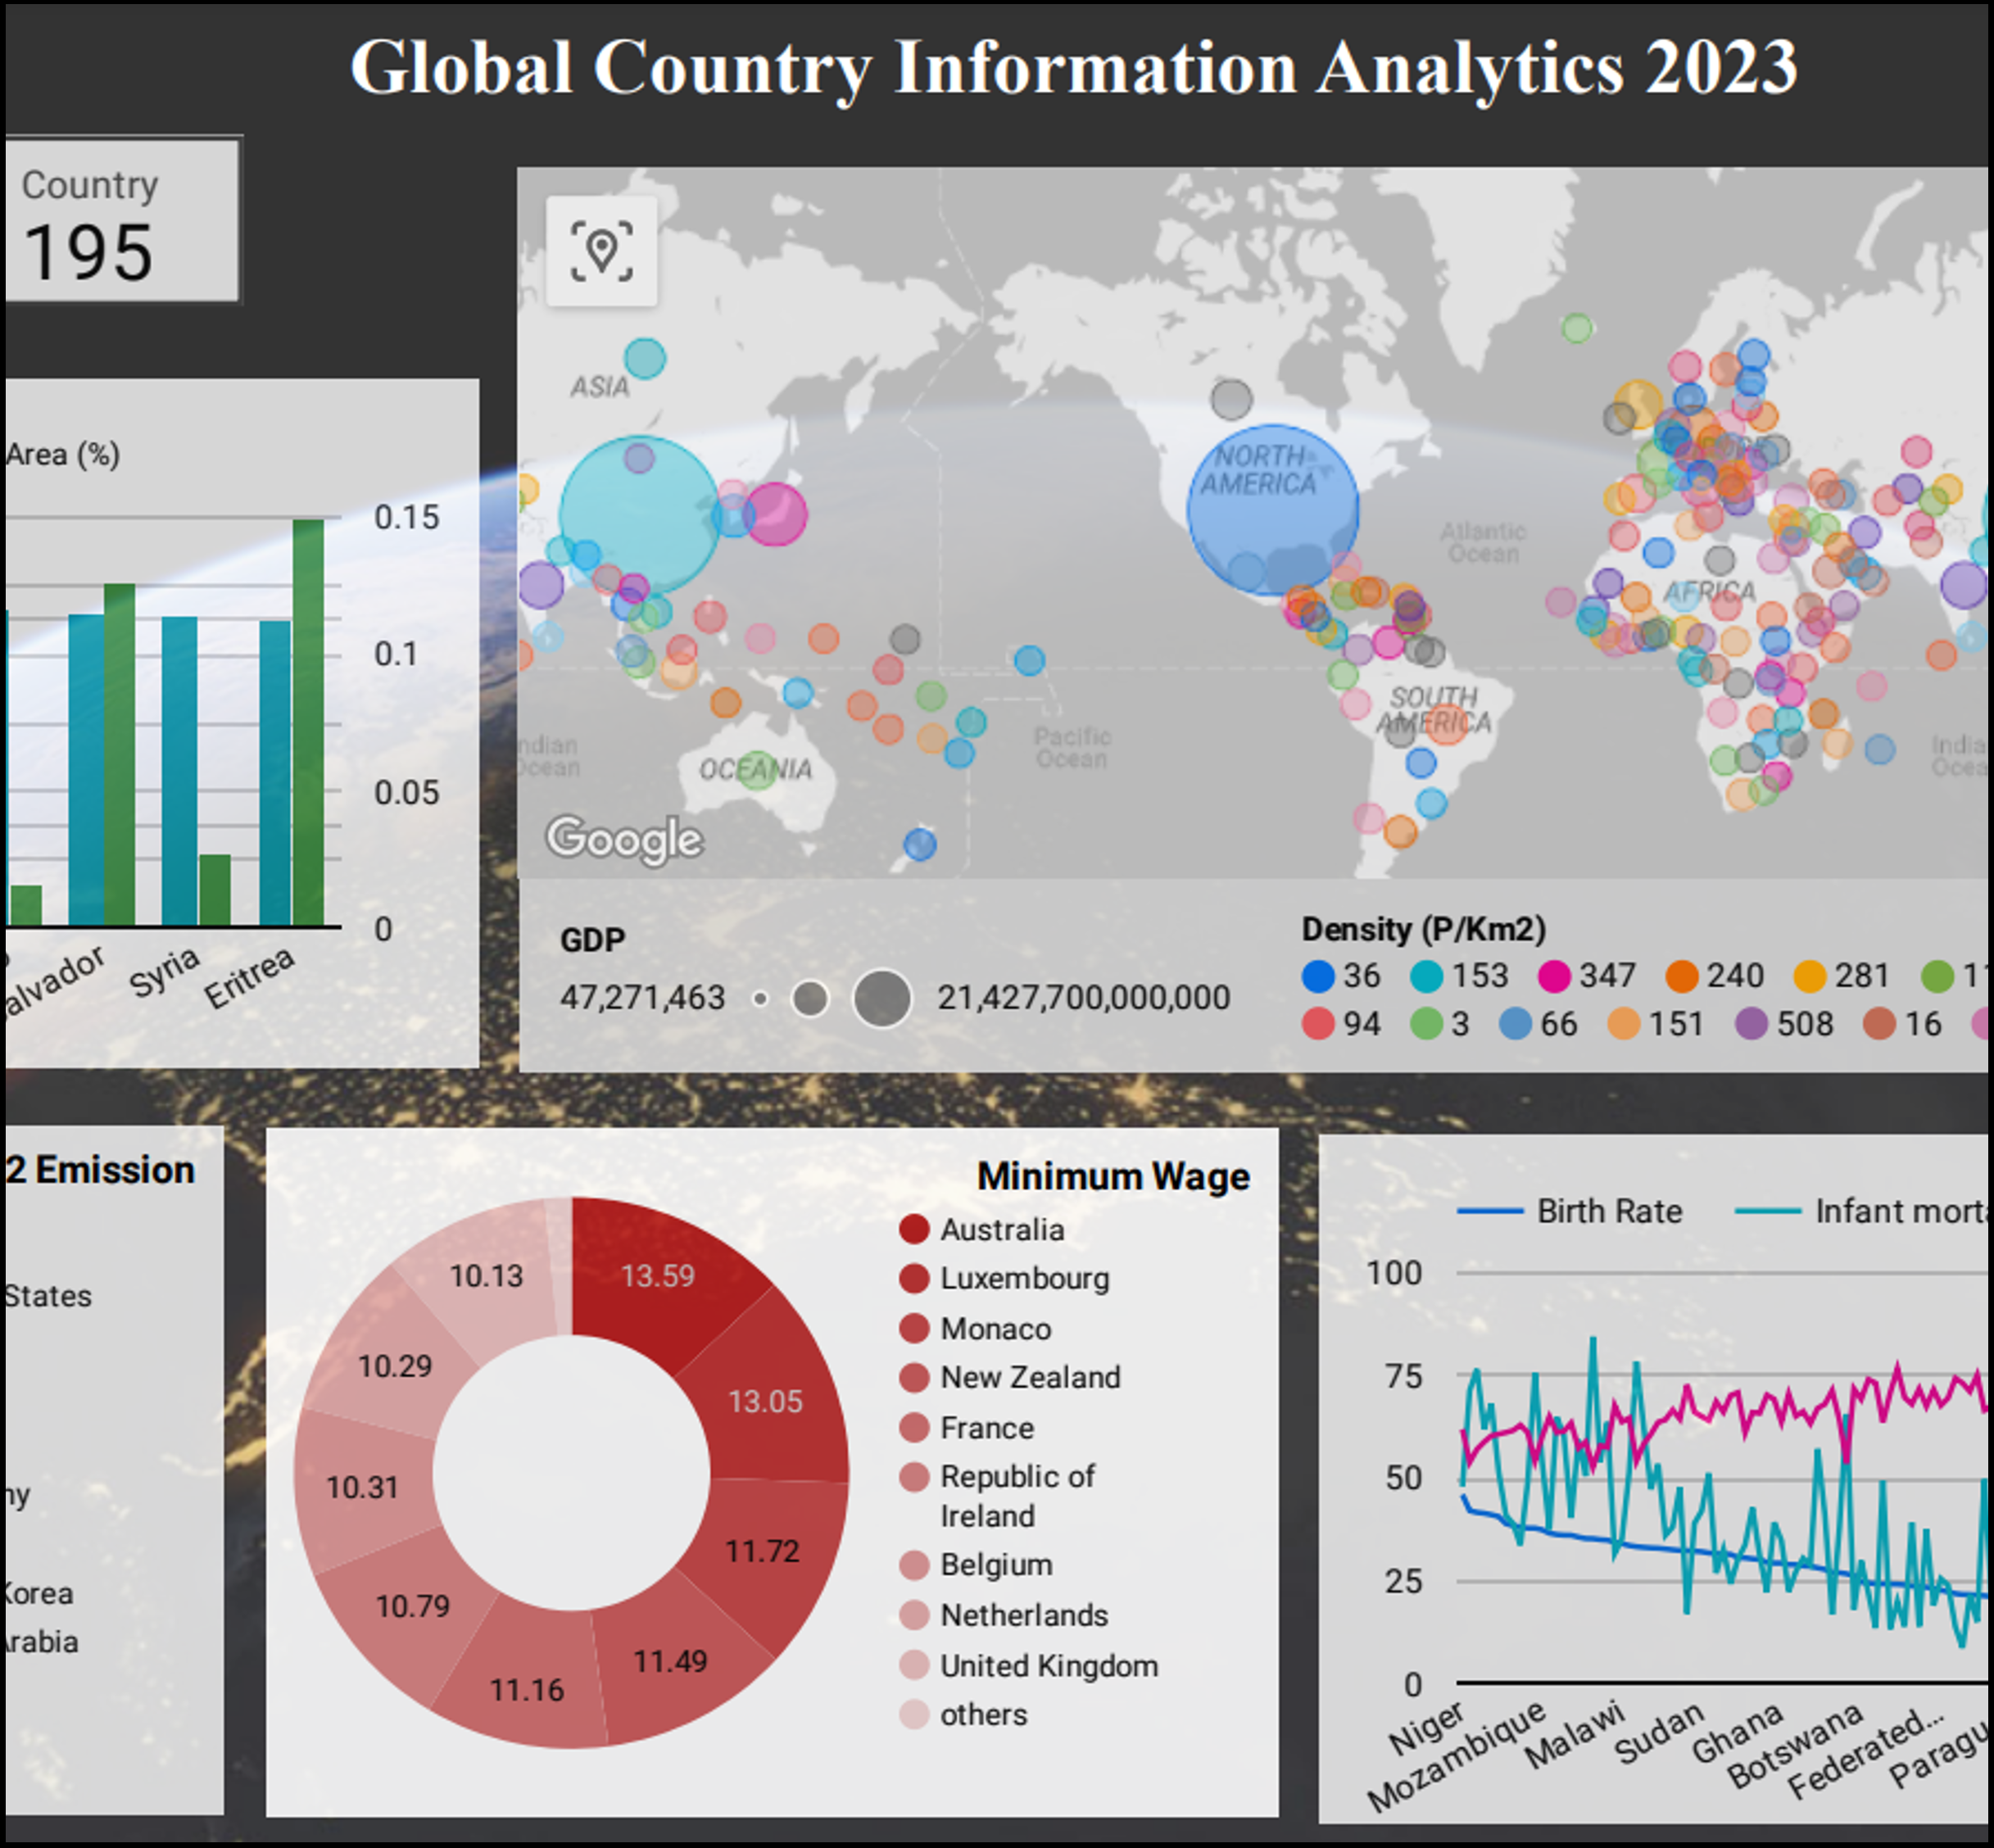 Global Country Information Analytics 2023
Country
195
Area (%)
0.15
0.1
0.05
0
alvador
Syria
Eritrea
ASIA
NORTH
AMERICA
Atlantic
Ocean
AFRICA
SOUTH
AMERICA
OCEANIA
Pacific
Ocean
ndian
Ocean
India
Ocea
Google
GDP
47,271,463
21,427,700,000,000
Density (P/Km2)
36 153 347 240 281 11
94 3 66 151 508 16
2 Emission
States
ny
Korea
Arabia
Minimum Wage
13.59
13.05
11.72
11.49
11.16
10.79
10.31
10.29
10.13
Australia
Luxembourg
Monaco
New Zealand
France
Republic of
Ireland
Belgium
Netherlands
United Kingdom
others
Birth Rate
Infant morta
100
75
50
25
0
Niger
Mozambique
Malawi
Sudan
Ghana
Botswana
Federated...
Paragu